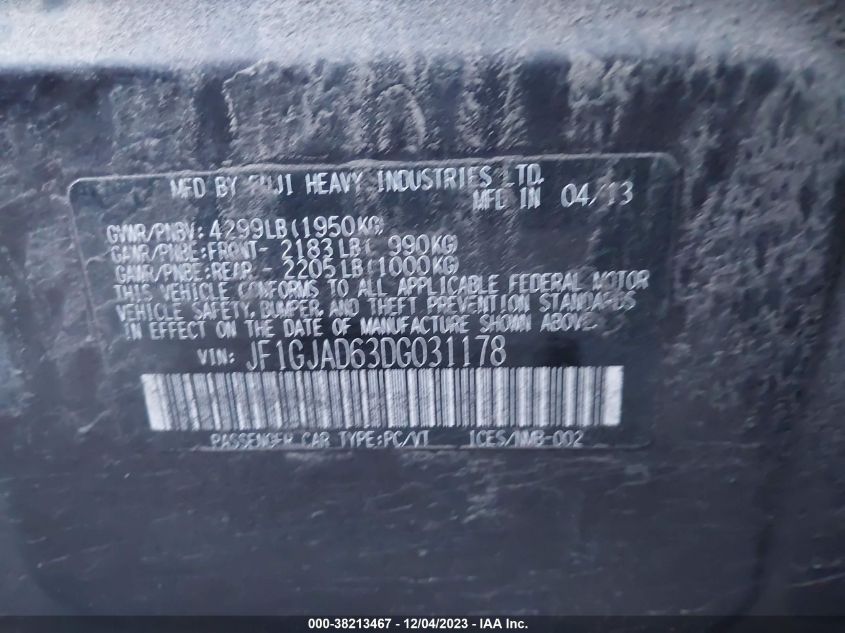 MFD BY FUJI HEAVY INDUSTRIES LTD.
MFD IN 04/13
GVWR/PNBV: 4299LB(1950KG)
GAWR/PNBE:FRONT- 2183LB( 990KG)
GAWR/PNBE:REAR - 2205LB(1000KG)
THIS VEHICLE CONFORMS TO ALL APPLICABLE FEDERAL MOTOR
VEHICLE SAFETY, BUMPER, AND THEFT PREVENTION STANDARDS
IN EFFECT ON THE DATE OF MANUFACTURE SHOWN ABOVE.
VIN: JF1GJAD63DG031178
PASSENGER CAR TYPE:PC/VT ICES/NMB-002
000-38213467 - 12/04/2023 - IAA Inc.